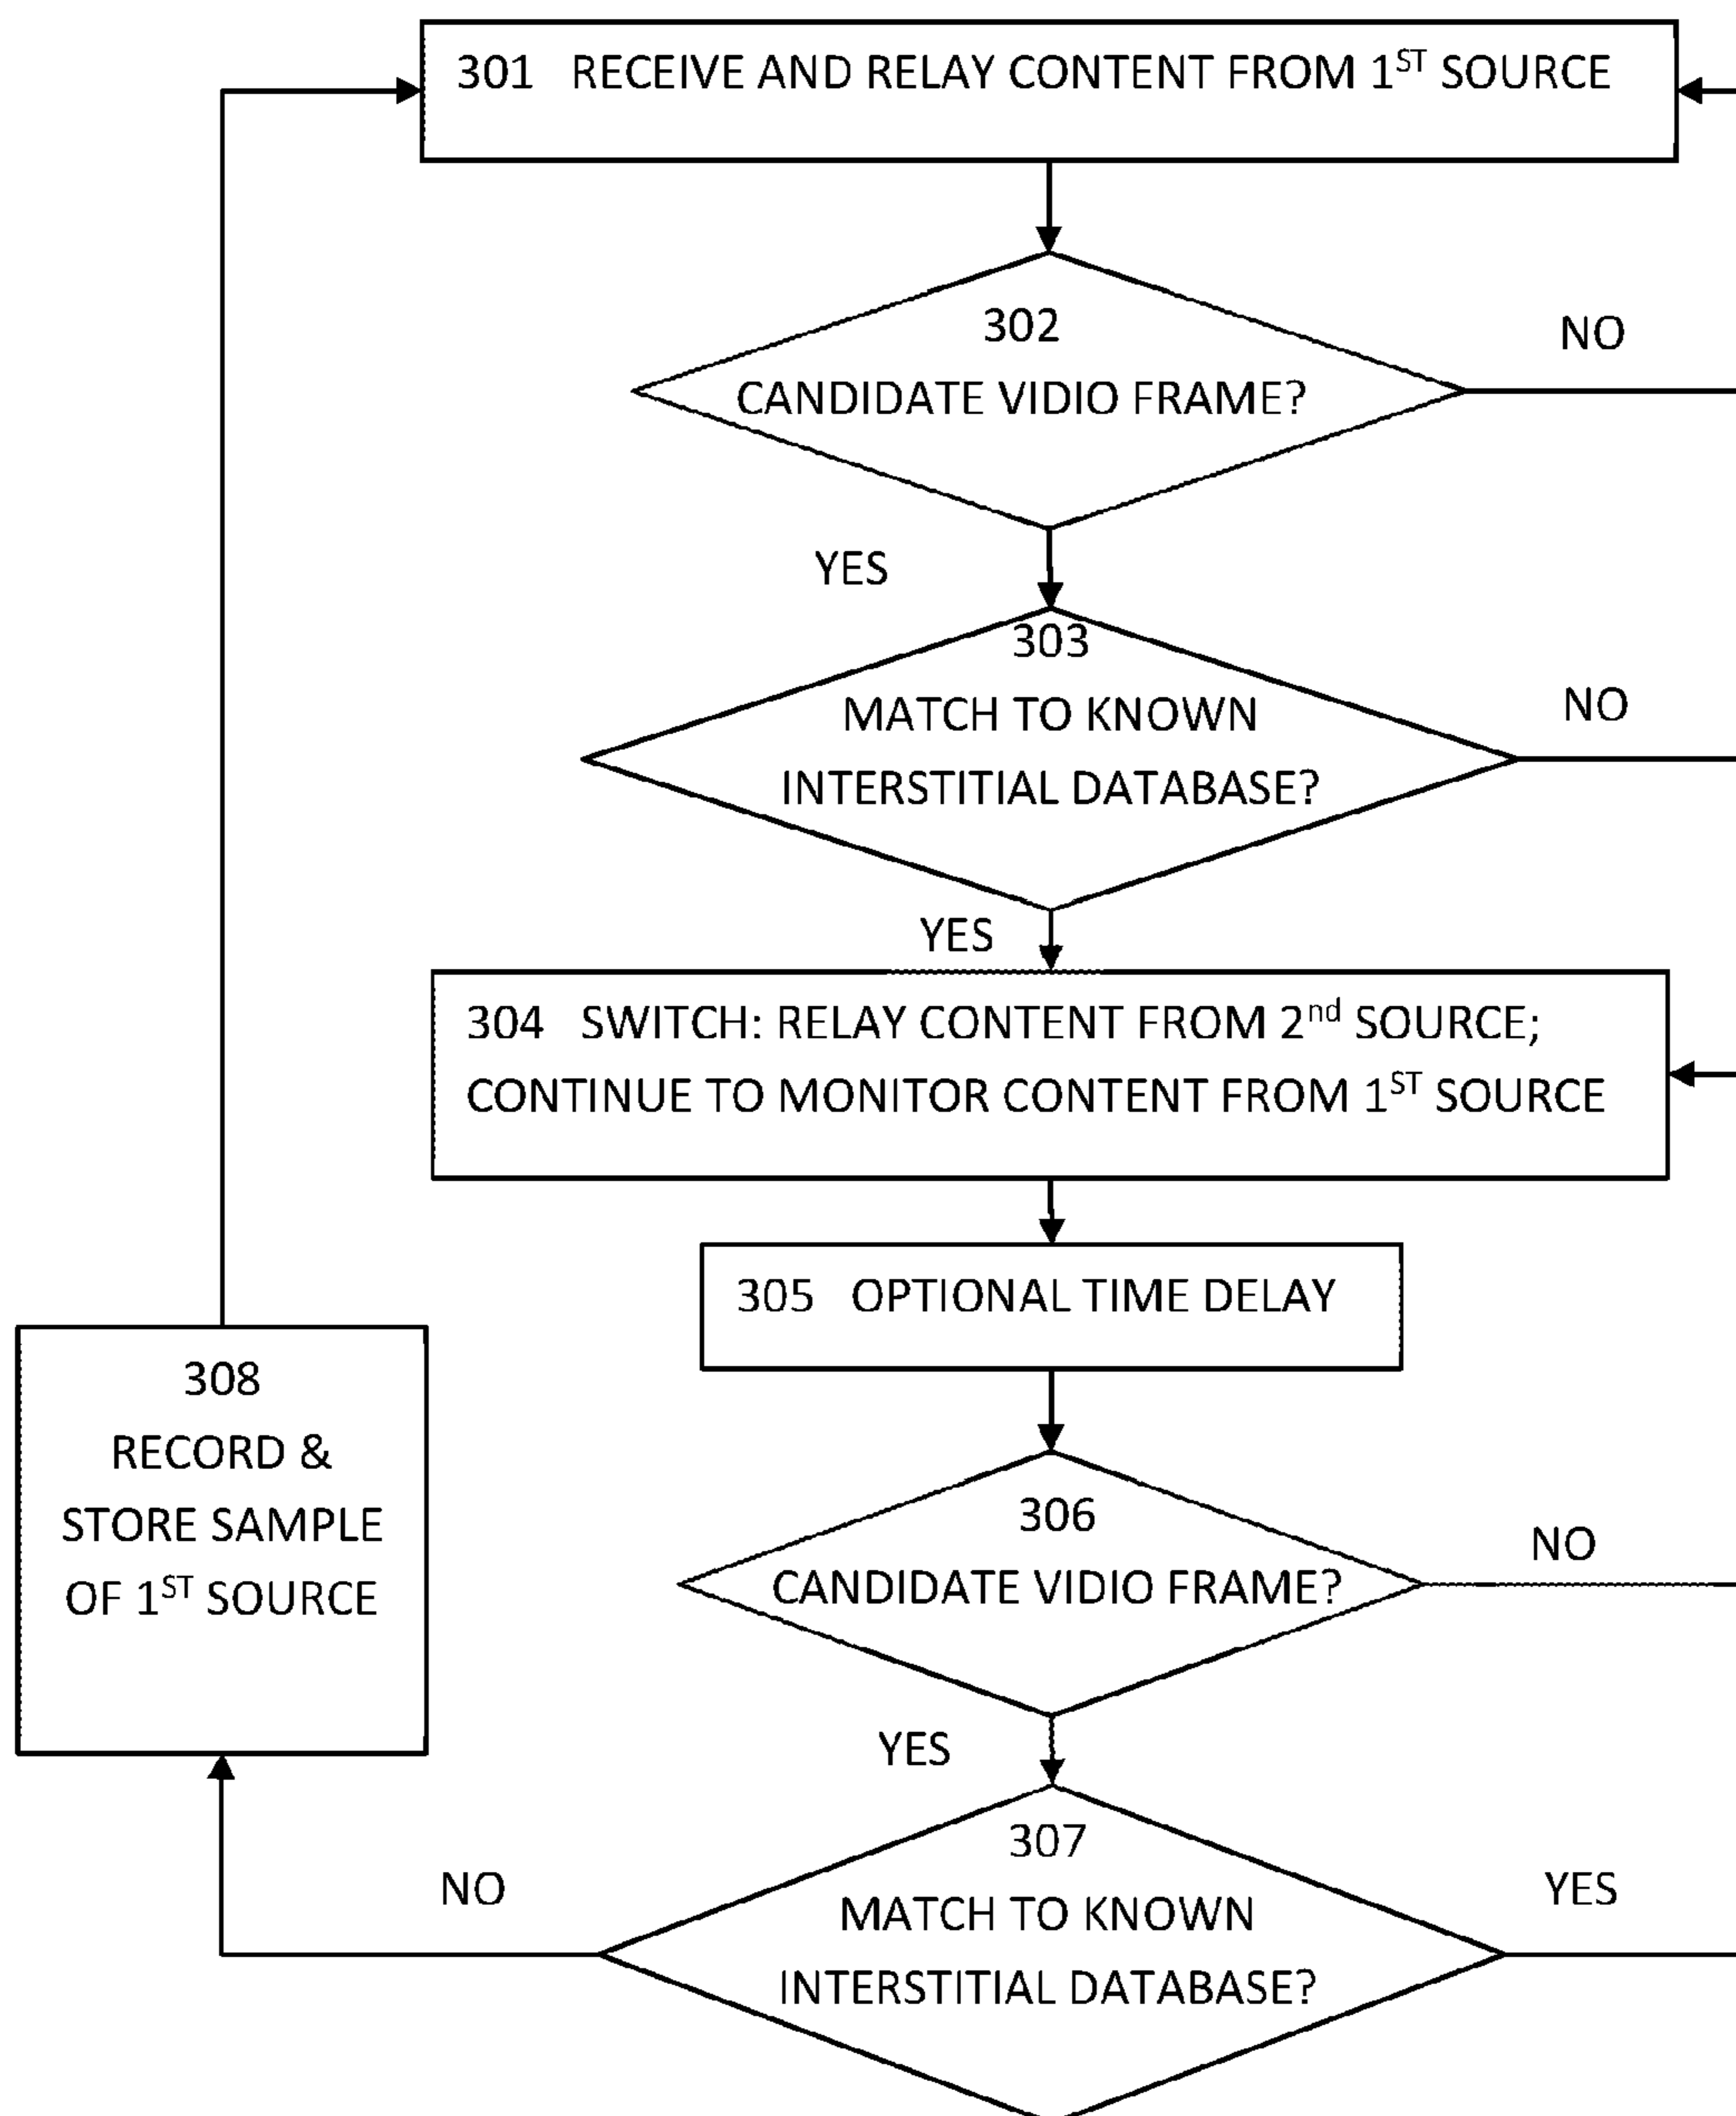 301 RECEIVE AND RELAY CONTENT FROM 1ST SOURCE
302
CANDIDATE VIDIO FRAME?
NO
YES
303
MATCH TO KNOWN
INTERSTITIAL DATABASE?
NO
YES
304 SWITCH: RELAY CONTENT FROM 2nd SOURCE;
CONTINUE TO MONITOR CONTENT FROM 1ST SOURCE
305 OPTIONAL TIME DELAY
308
RECORD &
STORE SAMPLE
OF 1ST SOURCE
306
CANDIDATE VIDIO FRAME?
NO
YES
307
MATCH TO KNOWN
INTERSTITIAL DATABASE?
NO
YES